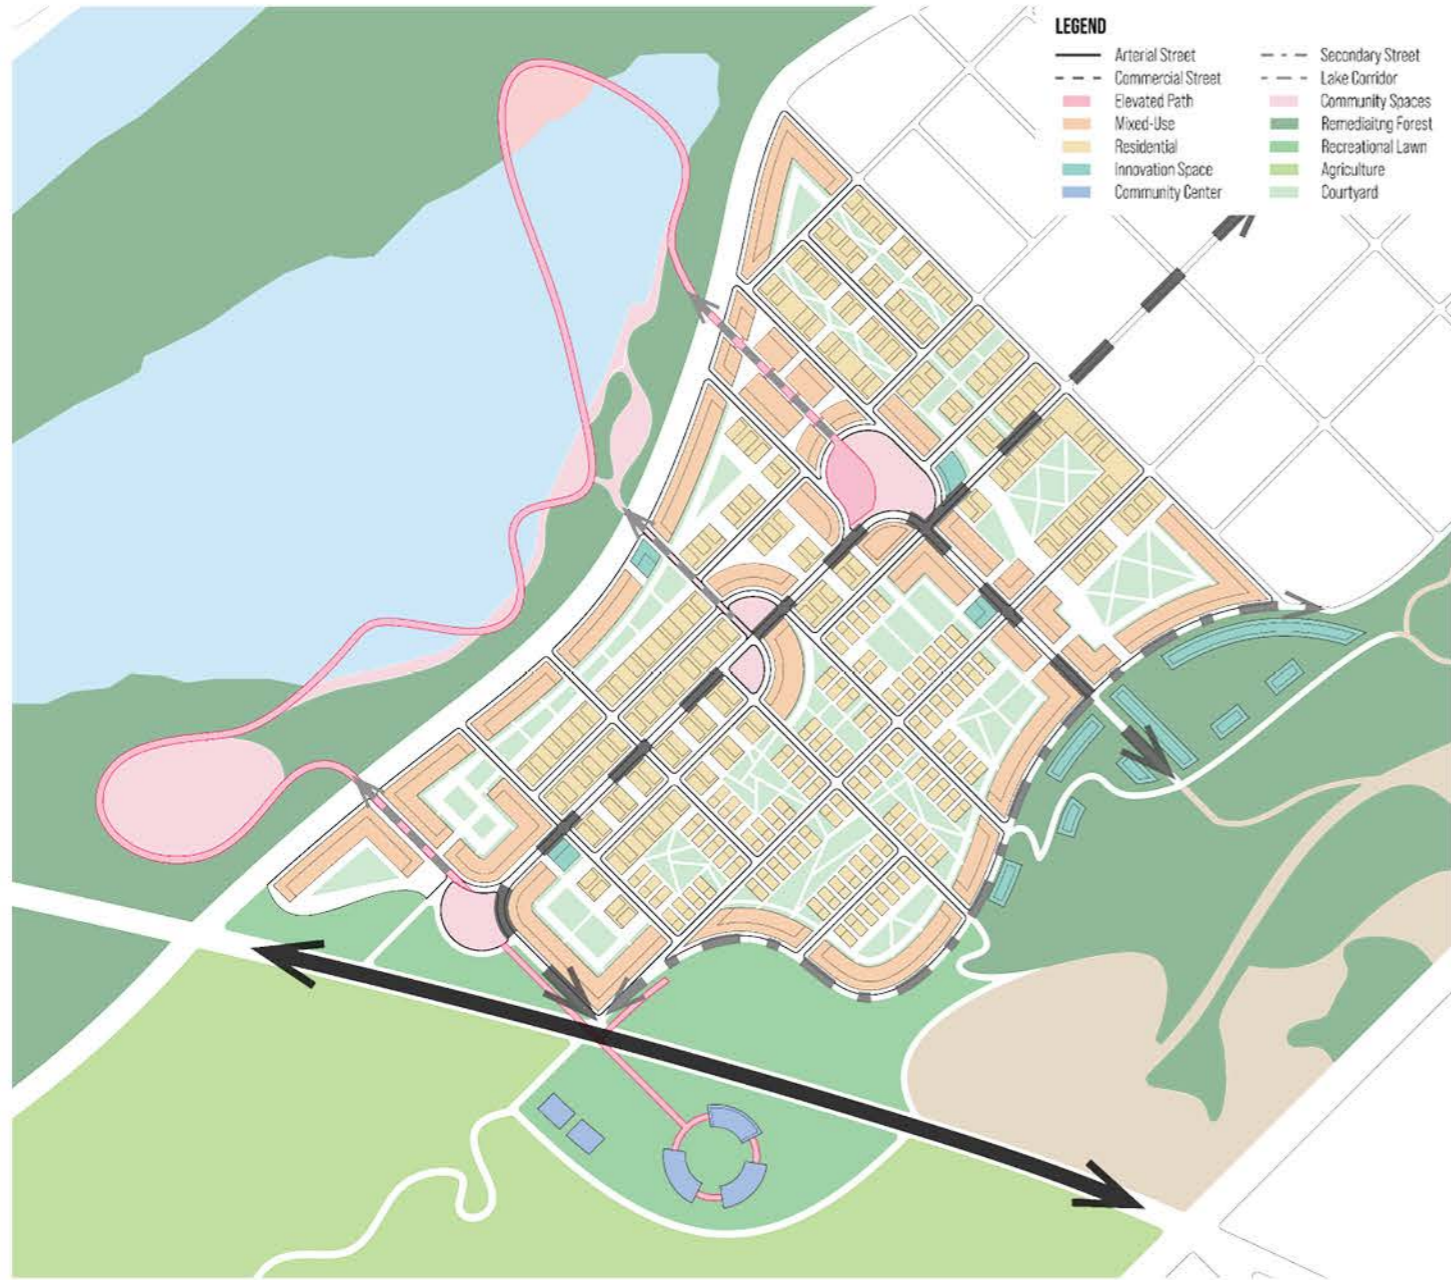 LEGEND
Arterial Street
Commercial Street
Elevated Path
Mixed-Use
Residential
Innovation Space
Community Center
Secondary Street
Lake Corridor
Community Spaces
Remediaitng Forest
Recreational Lawn
Agriculture
Courtyard